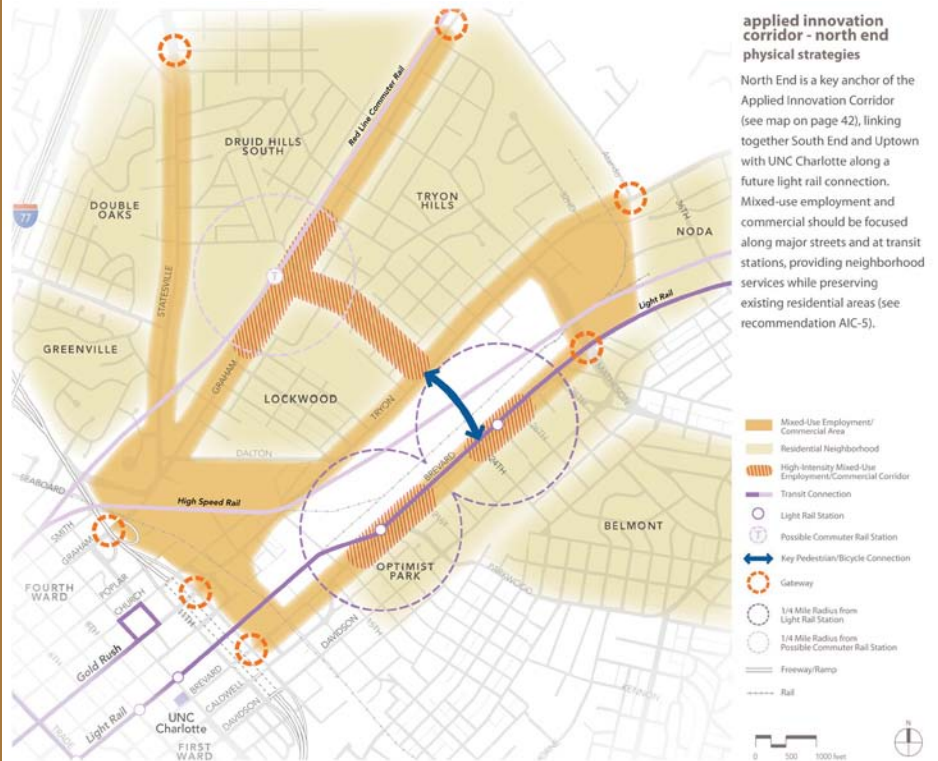 applied innovation
corridor - north end
physical strategies
North End is a key anchor of the
Applied Innovation Corridor
(see map on page 42), linking
together South End and Uptown
with UNC Charlotte along a
future light rail connection.
Mixed-use employment and
commercial should be focused
along major streets and at transit
stations, providing neighborhood
services while preserving
existing residential areas (see
recommendation AIC-5).
Red Line Commuter Rail
DRUID HILLS
SOUTH
DOUBLE
OAKS
77
TRYON
HILLS
36TH
NODA
STATESVILLE
T
Light Rail
GREENVILLE
GRAHAM
LOCKWOOD
TRYON
DALTON
BREVARD
24TH
SEABOARD
High Speed Rail
SMITH
GRAHAM
BELMONT
OPTIMIST
PARK
FOURTH
WARD
POPLAR
CHURCH
11TH
PARKWOOD
DAVIDSON
Gold Rush
8TH
6TH
BREVARD
CALDWELL
DAVIDSON
KENNON
TRADE
Light Rail
UNC
Charlotte
FIRST
WARD
Mixed-Use Employment/
Commercial Area
Residential Neighborhood
High-Intensity Mixed-Use
Employment/Commercial Corridor
Transit Connection
Light Rail Station
T
Possible Commuter Rail Station
Key Pedestrian/Bicycle Connection
Gateway
1/4 Mile Radius from
Light Rail Station
1/4 Mile Radius from
Possible Commuter Rail Station
Freeway/Ramp
Rail
0 500 1000 feet
N